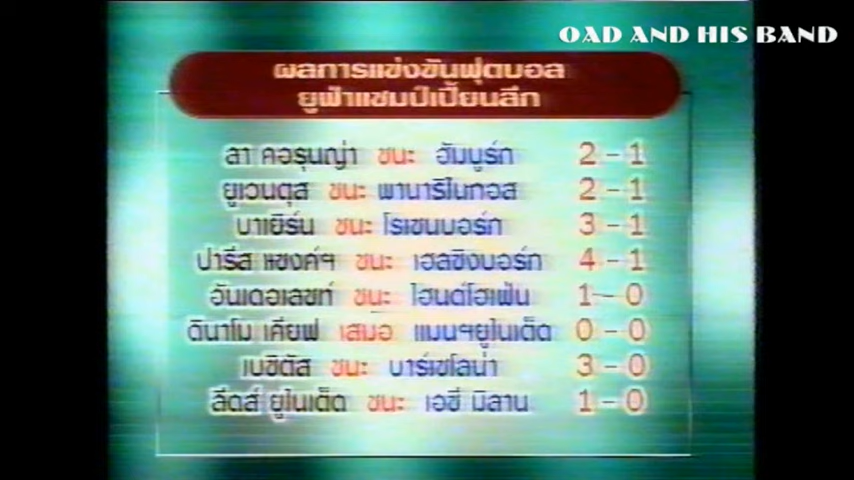 OAD AND HIS BAND
ผลการแข่งขันฟุตบอล
ยูฟ่าแชมป์เปี้ยนลีก
ลา คอรุนญ่า ชนะ ฮัมบูร์ก 2 - 1
ยูเวนตุส ชนะ พานาธิไนกอส 2 - 1
บาเยิร์น ชนะ โรเซนบอร์ก 3 - 1
ปารีส แซงค์ฯ ชนะ เฮลซิงบอร์ก 4 - 1
อันเดอเลชท์ ชนะ ไฮนด์โฮเฟ่น 1 - 0
ดินาโม เคียฟ เสมอ แมนฯยูไนเต็ด 0 - 0
เบซิตัส ชนะ บาร์เซโลน่า 3 - 0
ลีดส์ ยูไนเต็ด ชนะ เอซี มิลาน 1 - 0